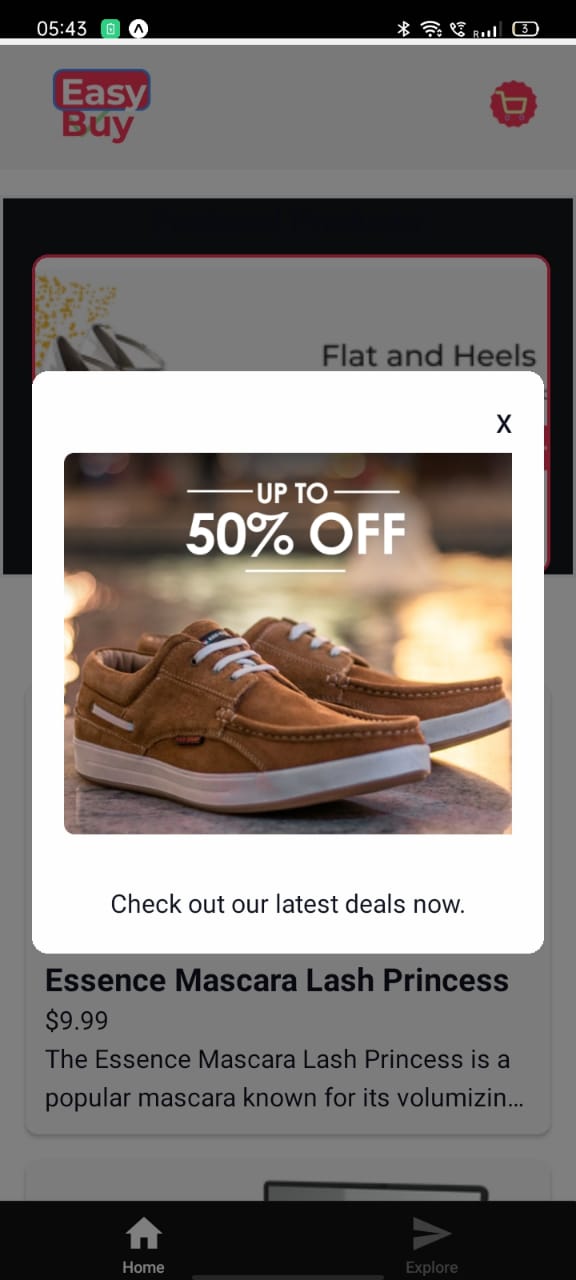 05:43
R
3
Easy
Buy
Flat and Heels
X
UP TO
50% OFF
Check out our latest deals now.
Essence Mascara Lash Princess
$9.99
The Essence Mascara Lash Princess is a
popular mascara known for its volumizin...
Home
Explore